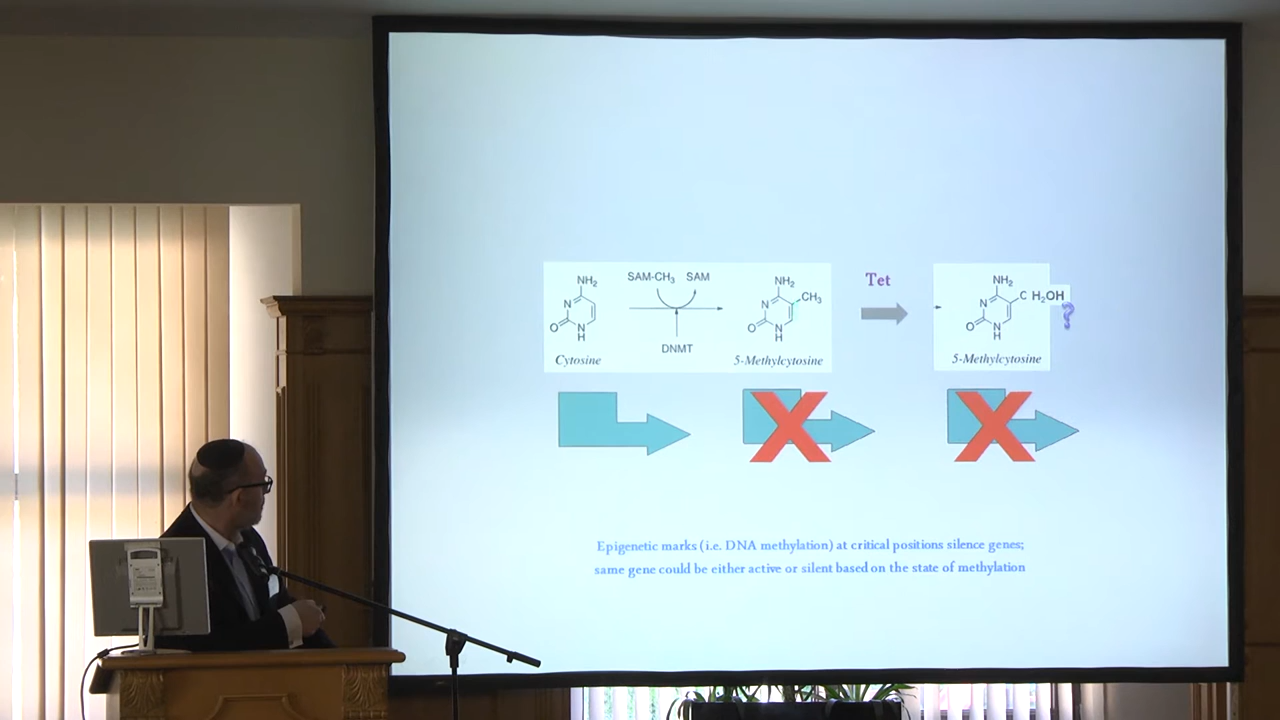 NH₂
N
O
N
H
Cytosine
SAM-CH₃ SAM
DNMT
NH₂
CH₃
N
O
N
H
5-Methylcytosine
Tet
NH₂
C H₂OH
N
O
N
H
?
5-Methylcytosine
X
X
Epigenetic marks (i.e. DNA methylation) at critical positions silence genes;
same gene could be either active or silent based on the state of methylation